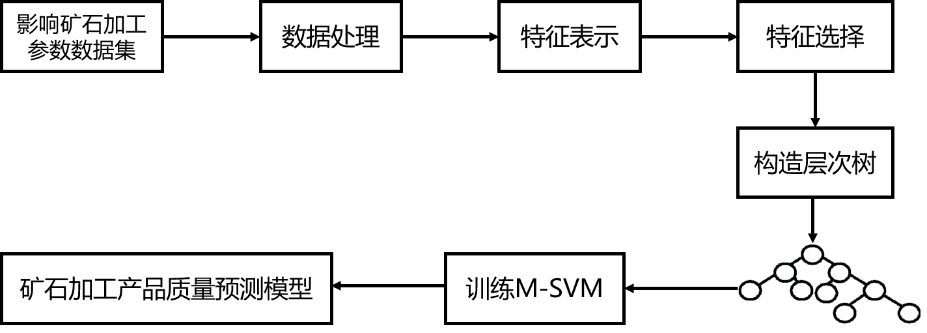 影响矿石加工
参数数据集
数据处理
特征表示
特征选择
构造层次树
训练M-SVM
矿石加工产品质量预测模型